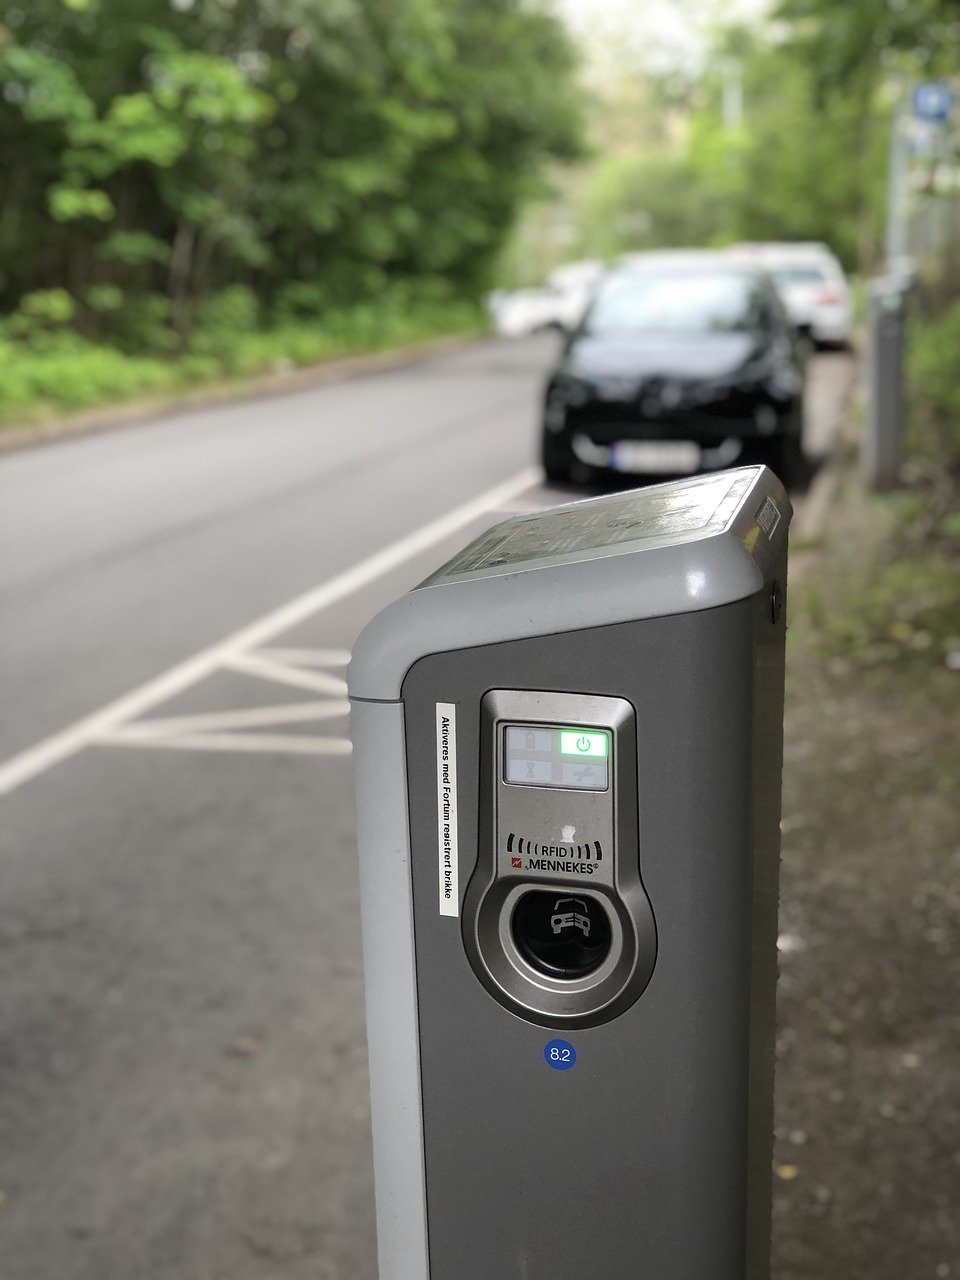 Aktiveres med Fortum registrert brikke
RFID
MENNEKES®
8.2